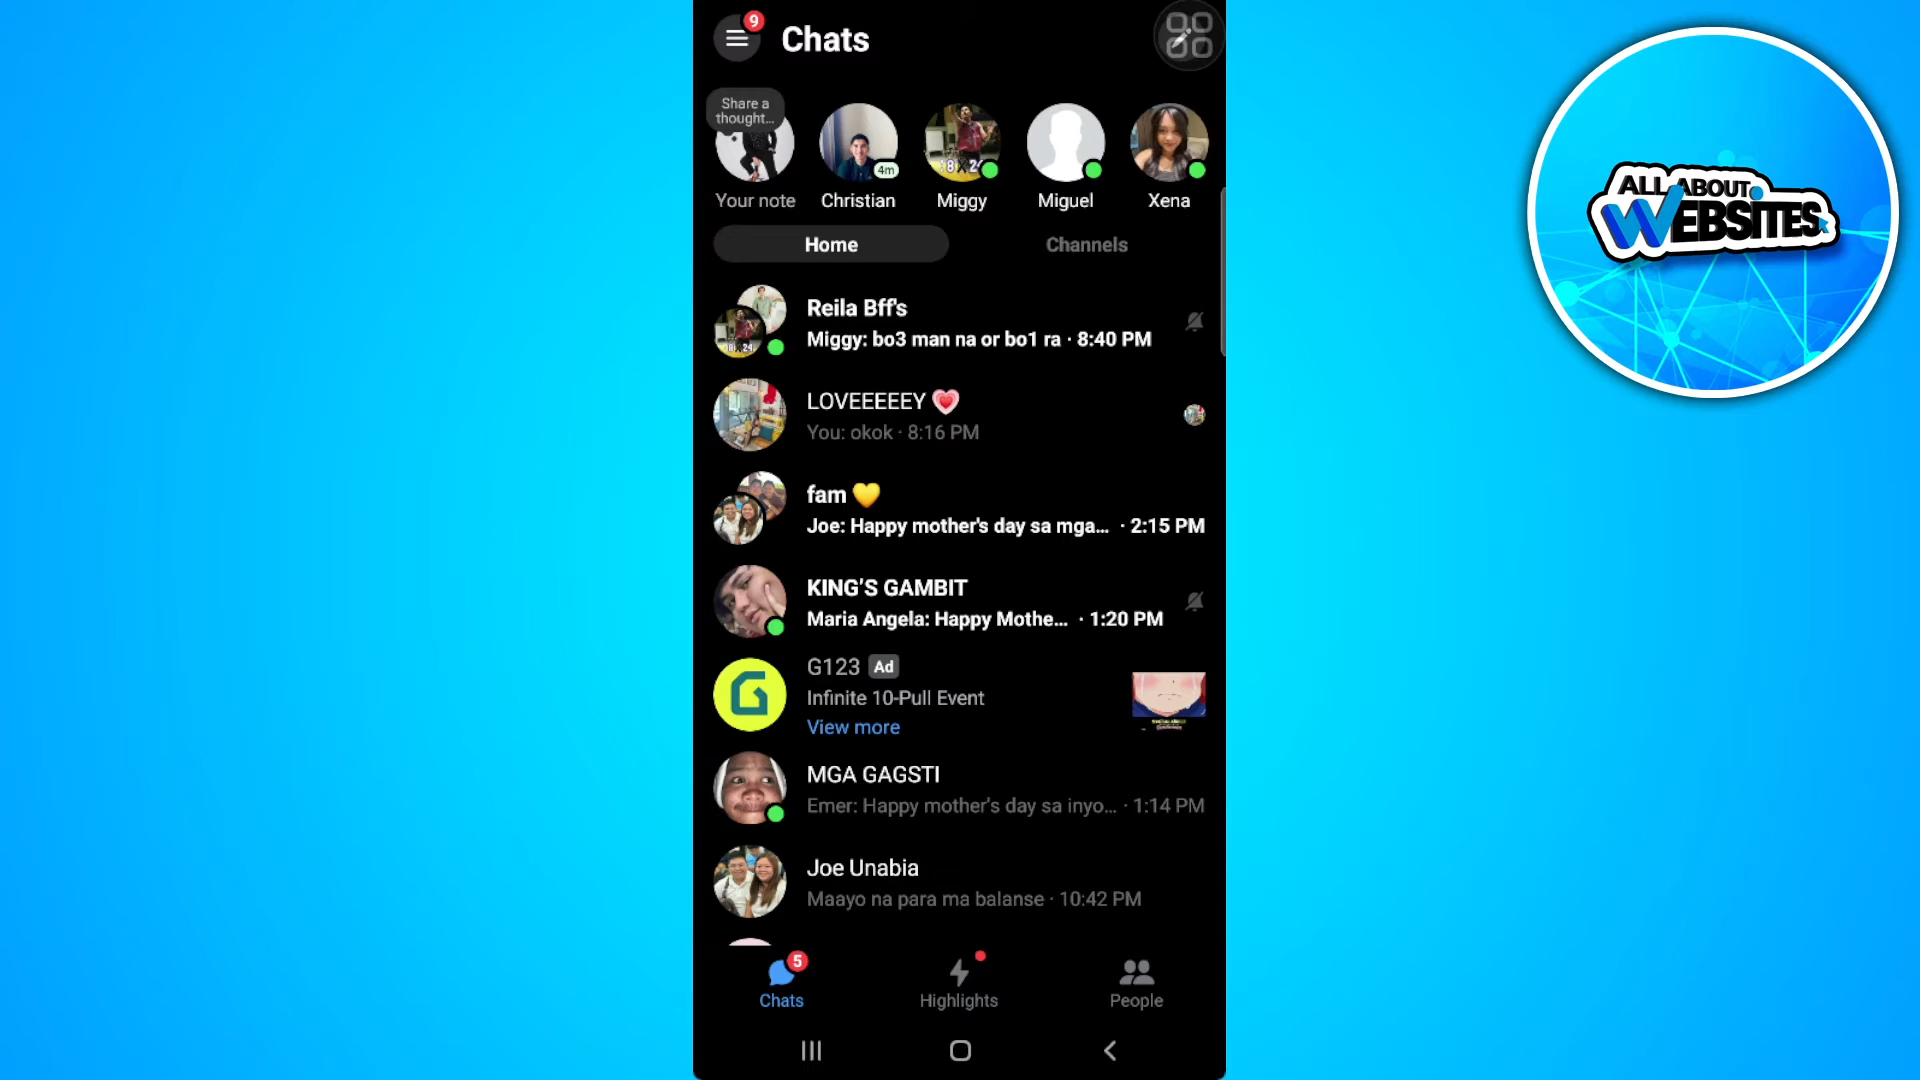 9
Chats
Share a
thought...
4m
Your note
Christian
Miggy
Miguel
Xena
Home
Channels
Reila Bff's
Miggy: bo3 man na or bo1 ra · 8:40 PM
LOVEEEEEY 💗
You: okok · 8:16 PM
fam 💛
Joe: Happy mother's day sa mga... · 2:15 PM
KING'S GAMBIT
Maria Angela: Happy Mothe... · 1:20 PM
G123 Ad
Infinite 10-Pull Event
View more
MGA GAGSTI
Emer: Happy mother's day sa inyo... · 1:14 PM
Joe Unabia
Maayo na para ma balanse · 10:42 PM
5
Chats
Highlights
People
ALL ABOUT
WEBSITES